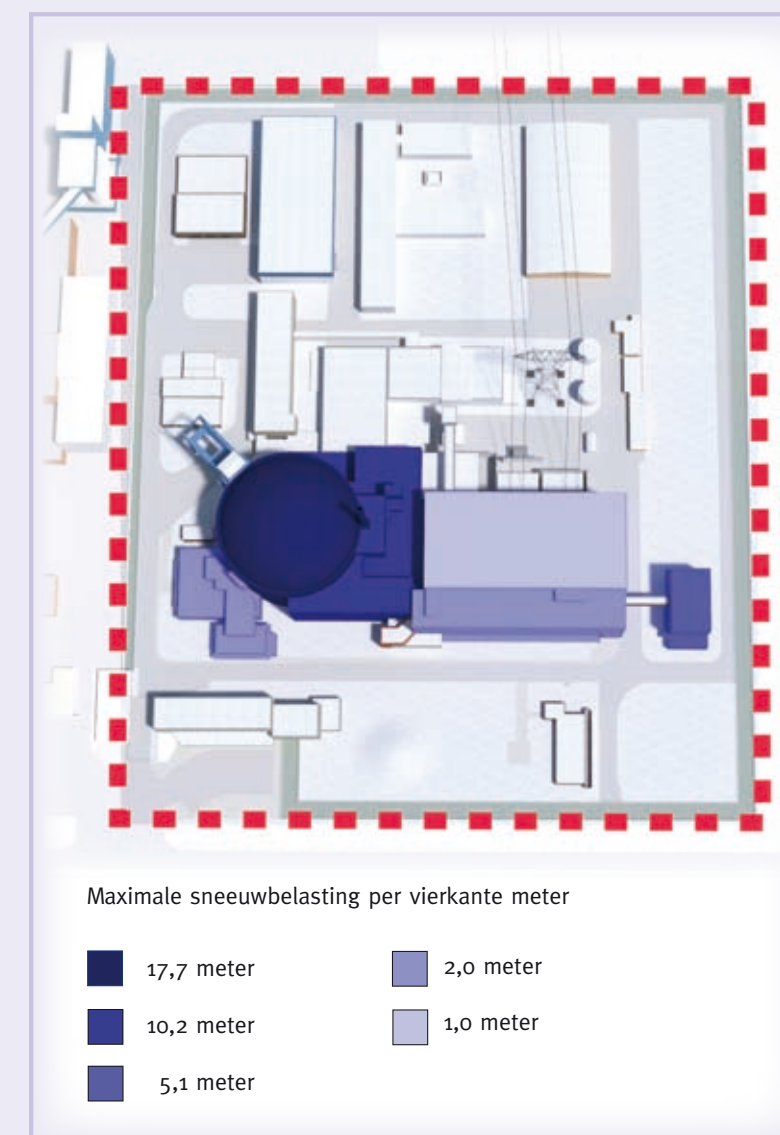 Maximale sneeuwbelasting per vierkante meter
17,7 meter
10,2 meter
5,1 meter
2,0 meter
1,0 meter